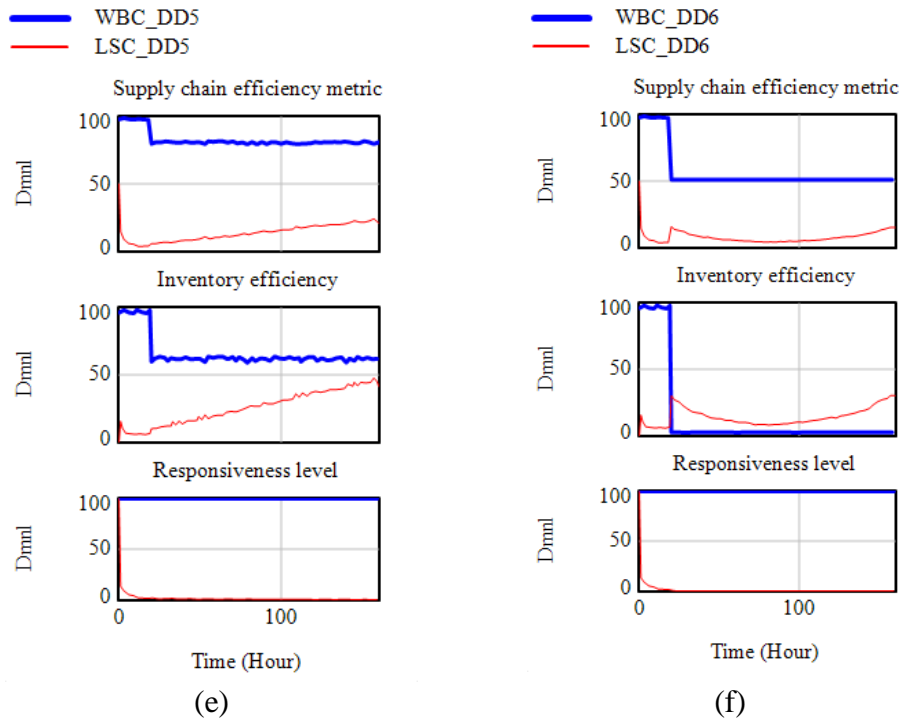 WBC_DD5
LSC_DD5
Supply chain efficiency metric
100
50
0
Dmnl
Inventory efficiency
100
50
0
Dmnl
Responsiveness level
100
50
0
Dmnl
0 100
Time (Hour)
(e)
WBC_DD6
LSC_DD6
Supply chain efficiency metric
100
50
0
Dmnl
Inventory efficiency
100
50
0
Dmnl
Responsiveness level
100
50
0
Dmnl
0 100
Time (Hour)
(f)